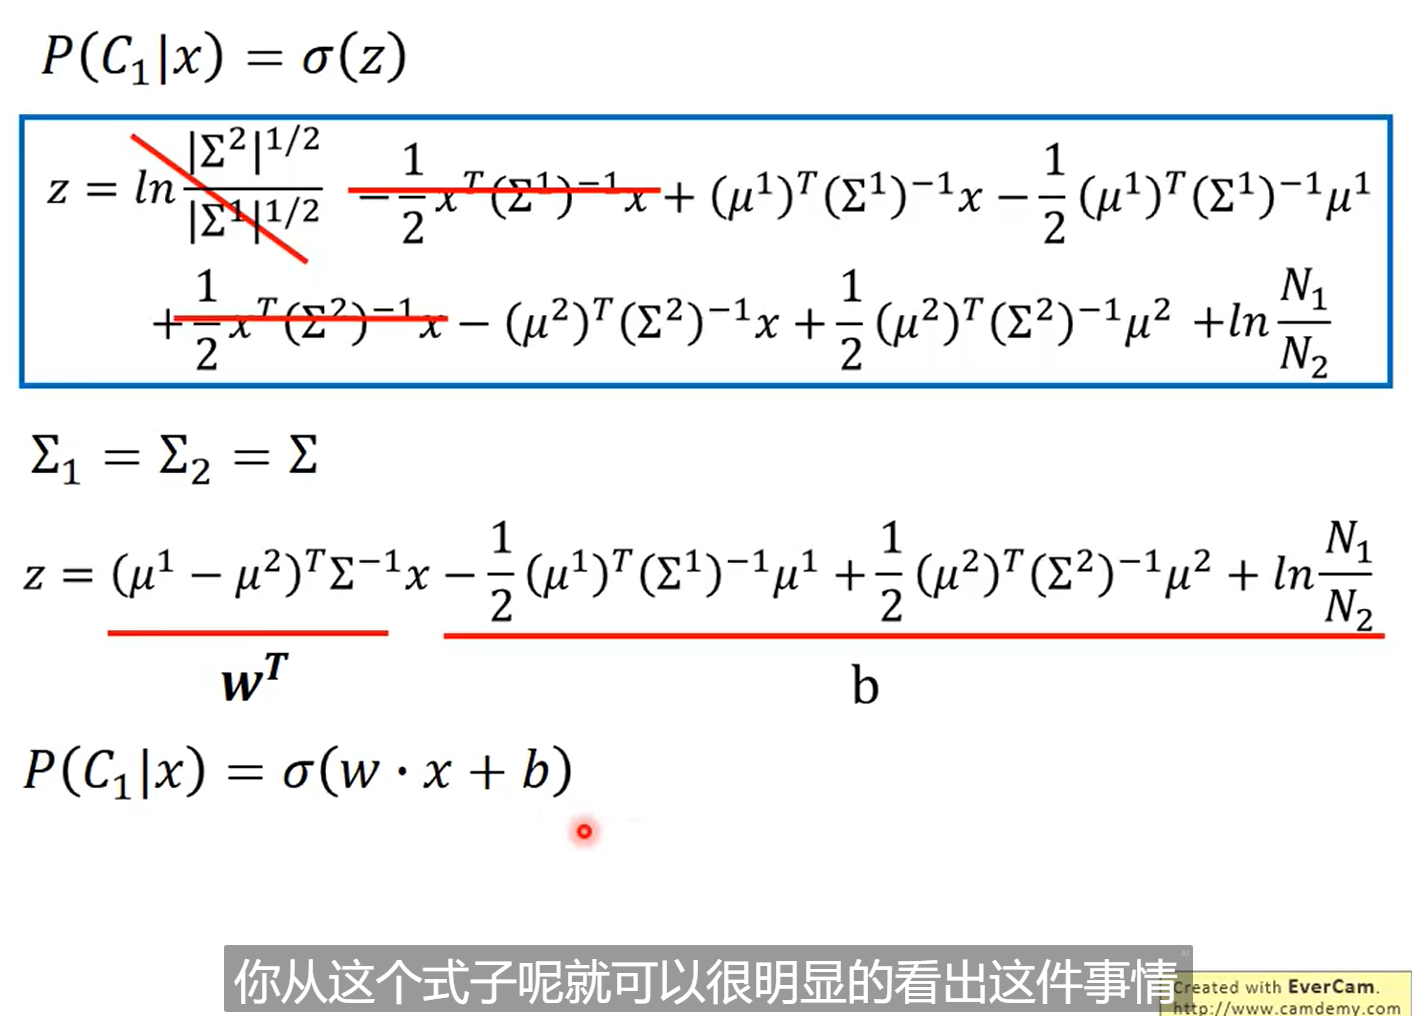 P(C₁|x) = σ(z)
z = ln |Σ²|^{1/2} / |Σ¹|^{1/2} − 1/2 x^T(Σ¹)^{−1}x + (μ¹)^T(Σ¹)^{−1}x − 1/2 (μ¹)^T(Σ¹)^{−1}μ¹
+ 1/2 x^T(Σ²)^{−1}x − (μ²)^T(Σ²)^{−1}x + 1/2 (μ²)^T(Σ²)^{−1}μ² + ln N₁/N₂
Σ₁ = Σ₂ = Σ
z = (μ¹ − μ²)^TΣ^{−1}x − 1/2 (μ¹)^T(Σ¹)^{−1}μ¹ + 1/2 (μ²)^T(Σ²)^{−1}μ² + ln N₁/N₂
w^T b
P(C₁|x) = σ(w · x + b)
你从这个式子呢就可以很明显的看出这件事情
AI
Created with EverCam.
http://www.camdemy.com